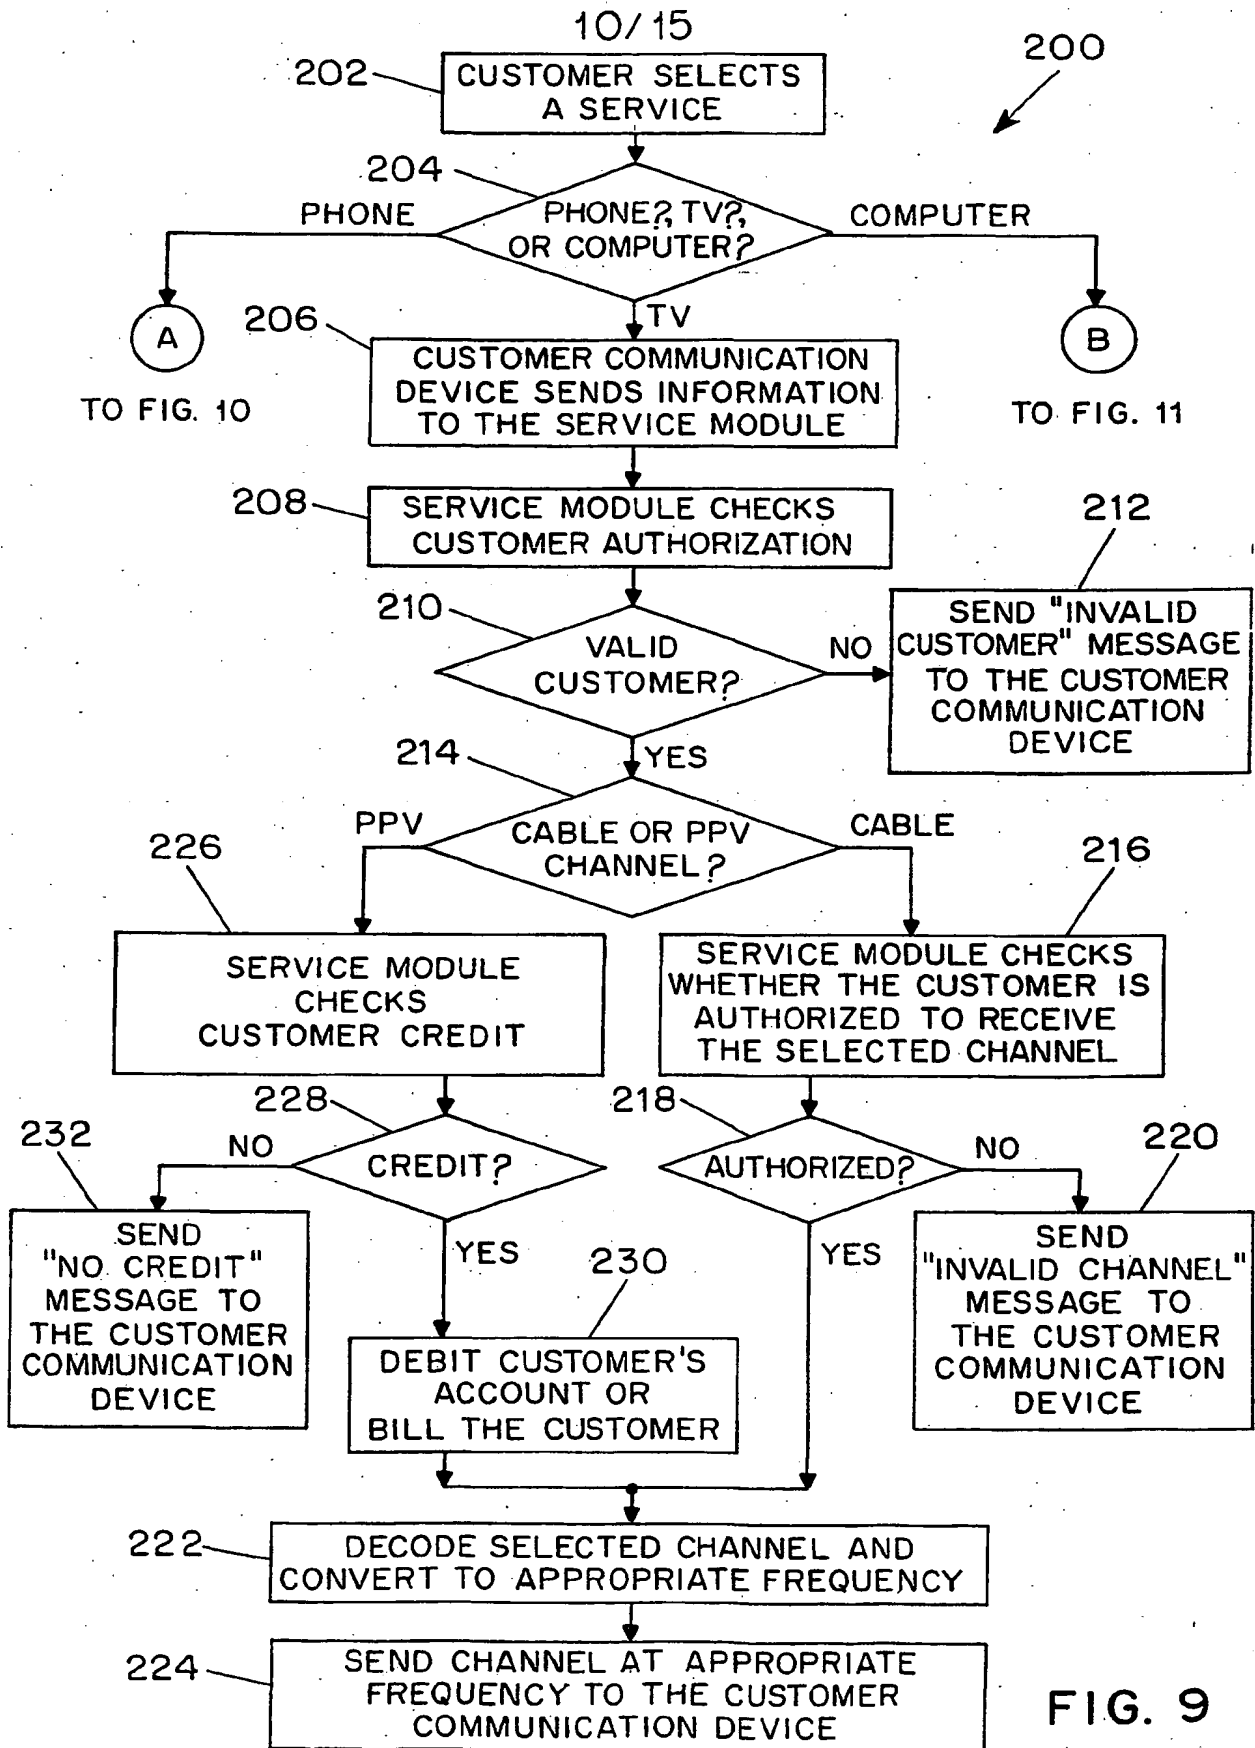 10/15
200
202
CUSTOMER SELECTS
A SERVICE
204
PHONE
PHONE?, TV?,
OR COMPUTER?
COMPUTER
A
TO FIG. 10
TV
B
TO FIG. 11
206
CUSTOMER COMMUNICATION
DEVICE SENDS INFORMATION
TO THE SERVICE MODULE
208
SERVICE MODULE CHECKS
CUSTOMER AUTHORIZATION
210
VALID
CUSTOMER?
NO
212
SEND "INVALID
CUSTOMER" MESSAGE
TO THE CUSTOMER
COMMUNICATION
DEVICE
YES
214
PPV
CABLE OR PPV
CHANNEL?
CABLE
226
SERVICE MODULE
CHECKS
CUSTOMER CREDIT
216
SERVICE MODULE CHECKS
WHETHER THE CUSTOMER IS
AUTHORIZED TO RECEIVE
THE SELECTED CHANNEL
228
NO
CREDIT?
218
AUTHORIZED?
NO
232
SEND
"NO CREDIT"
MESSAGE TO
THE CUSTOMER
COMMUNICATION
DEVICE
YES
230
DEBIT CUSTOMER'S
ACCOUNT OR
BILL THE CUSTOMER
YES
220
SEND
"INVALID CHANNEL"
MESSAGE TO
THE CUSTOMER
COMMUNICATION
DEVICE
222
DECODE SELECTED CHANNEL AND
CONVERT TO APPROPRIATE FREQUENCY
224
SEND CHANNEL AT APPROPRIATE
FREQUENCY TO THE CUSTOMER
COMMUNICATION DEVICE
FIG. 9